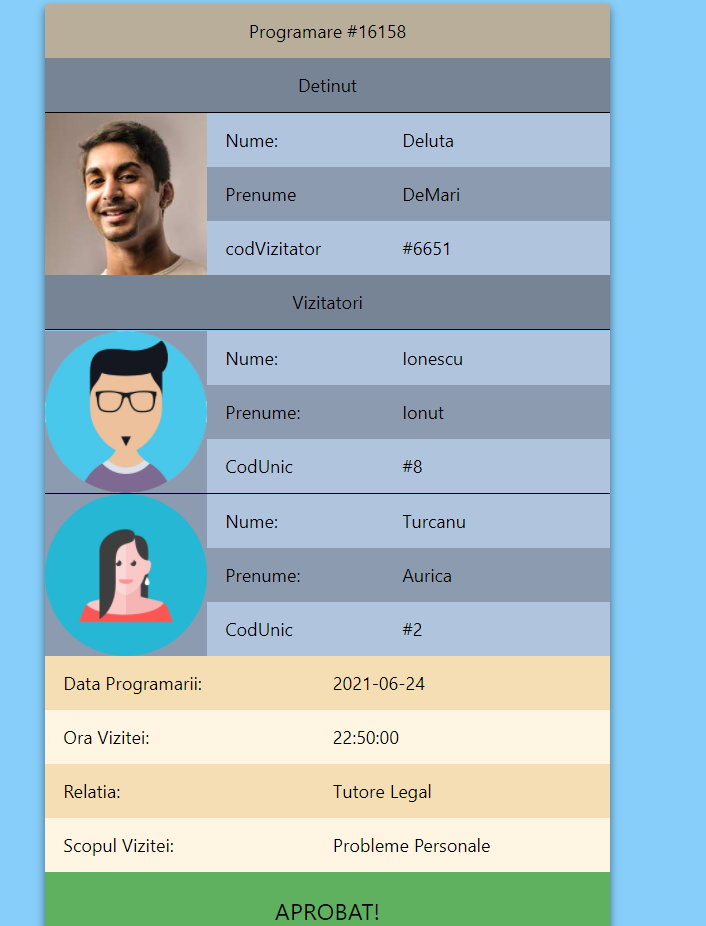 Programare #16158
Detinut
Nume: Deluta
Prenume DeMari
codVizitator #6651
Vizitatori
Nume: Ionescu
Prenume: Ionut
CodUnic #8
Nume: Turcanu
Prenume: Aurica
CodUnic #2
Data Programarii: 2021-06-24
Ora Vizitei: 22:50:00
Relatia: Tutore Legal
Scopul Vizitei: Probleme Personale
APROBAT!